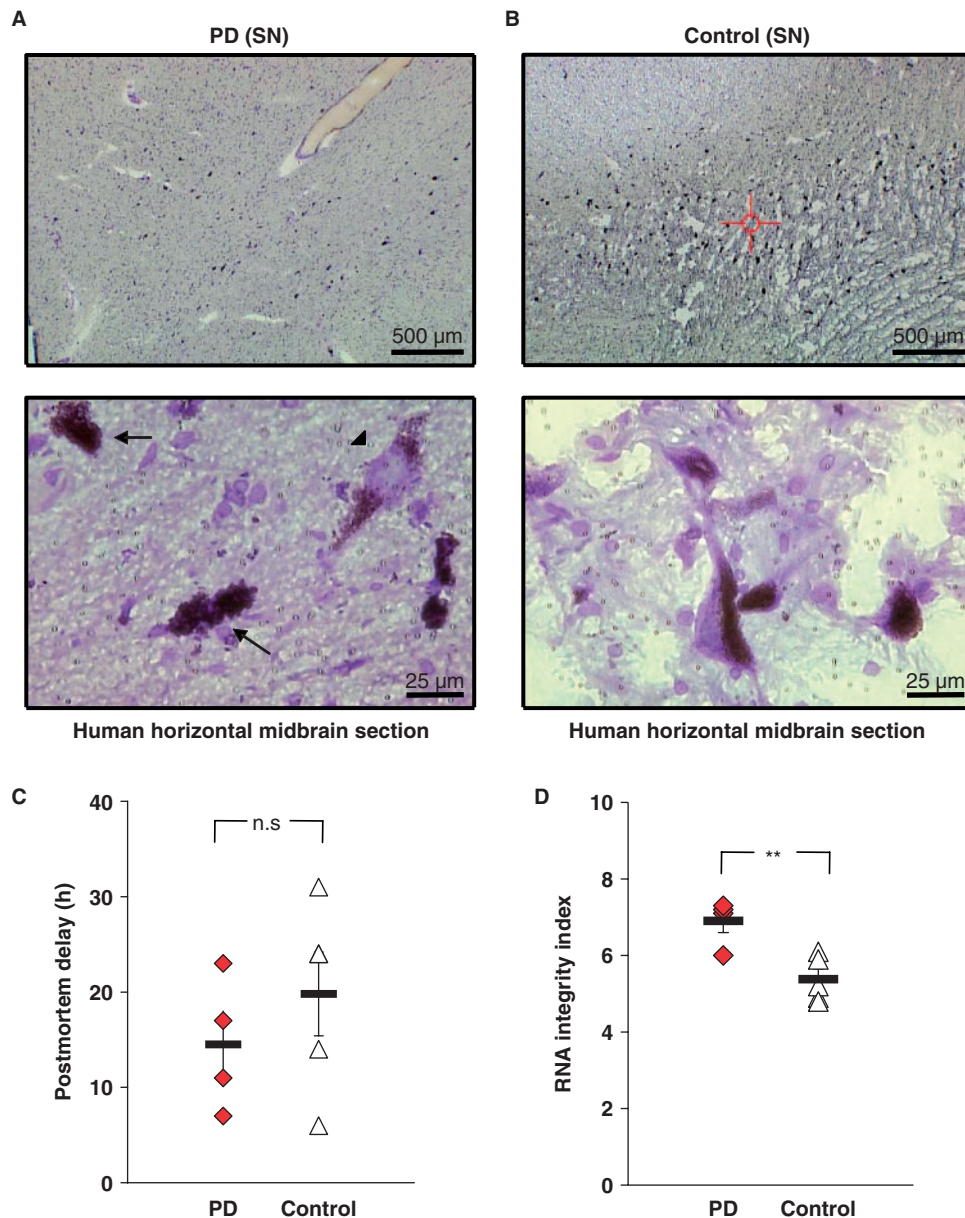 A
PD (SN)
500 µm
25 µm
Human horizontal midbrain section
B
Control (SN)
500 µm
25 µm
Human horizontal midbrain section
C
Postmortem delay (h)
40
30
20
10
0
n.s
PD Control
D
RNA integrity index
10
8
6
4
2
0
**
PD Control